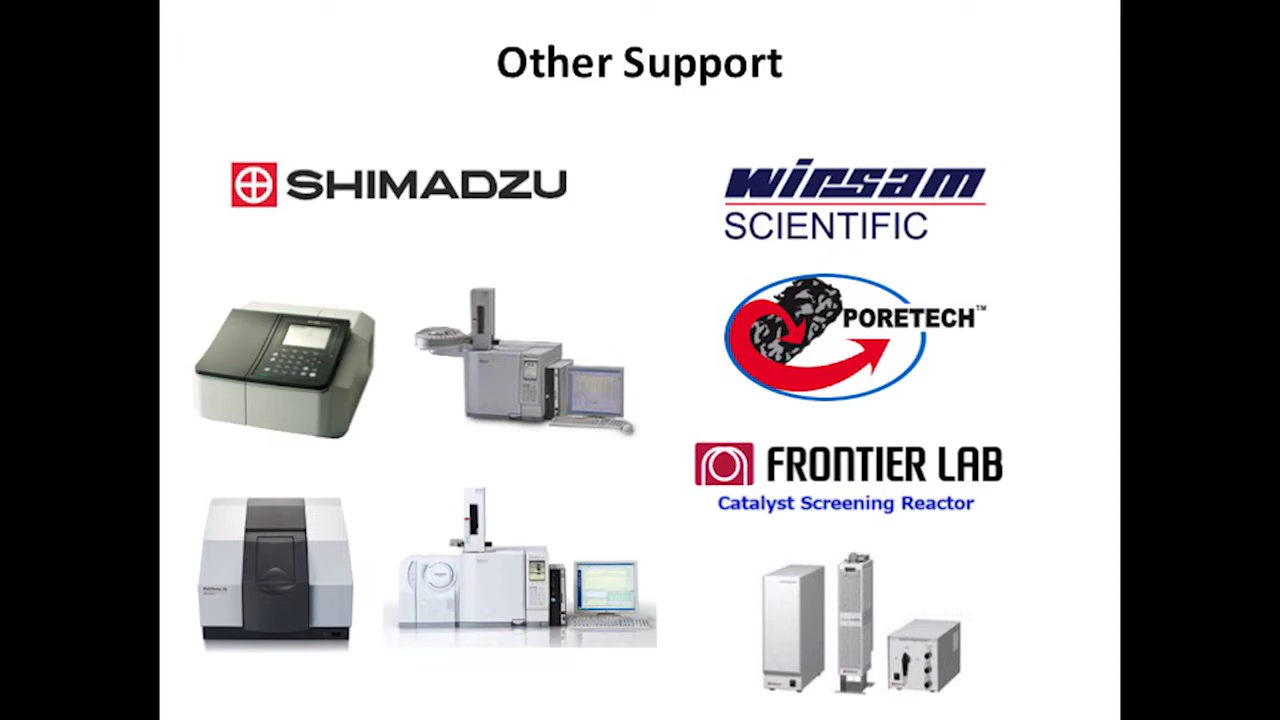 Other Support
SHIMADZU
wirsam
SCIENTIFIC
PORETECH™
FRONTIER LAB
Catalyst Screening Reactor